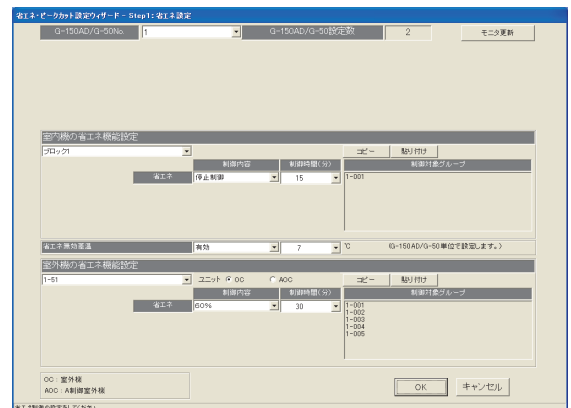 省エネ・ピークカット設定ウィザード - Step1:省エネ設定
G-150AD/G-50No. 1 G-150AD/G-50設定数 2 モニタ更新
室内機の省エネ機能設定
ブロック1 コピー 貼り付け
制御内容 制御時間(分) 制御対象グループ
省エネ 停止制御 15 1-001
省エネ無効差温 有効 7 ℃ (G-150AD/G-50単位で設定します。)
室外機の省エネ機能設定
1-51 ユニット OC AOC コピー 貼り付け
制御内容 制御時間(分) 制御対象グループ
省エネ 60% 30 1-001
1-002
1-003
1-004
1-005
OC:室外機
AOC:A制御室外機
OK キャンセル